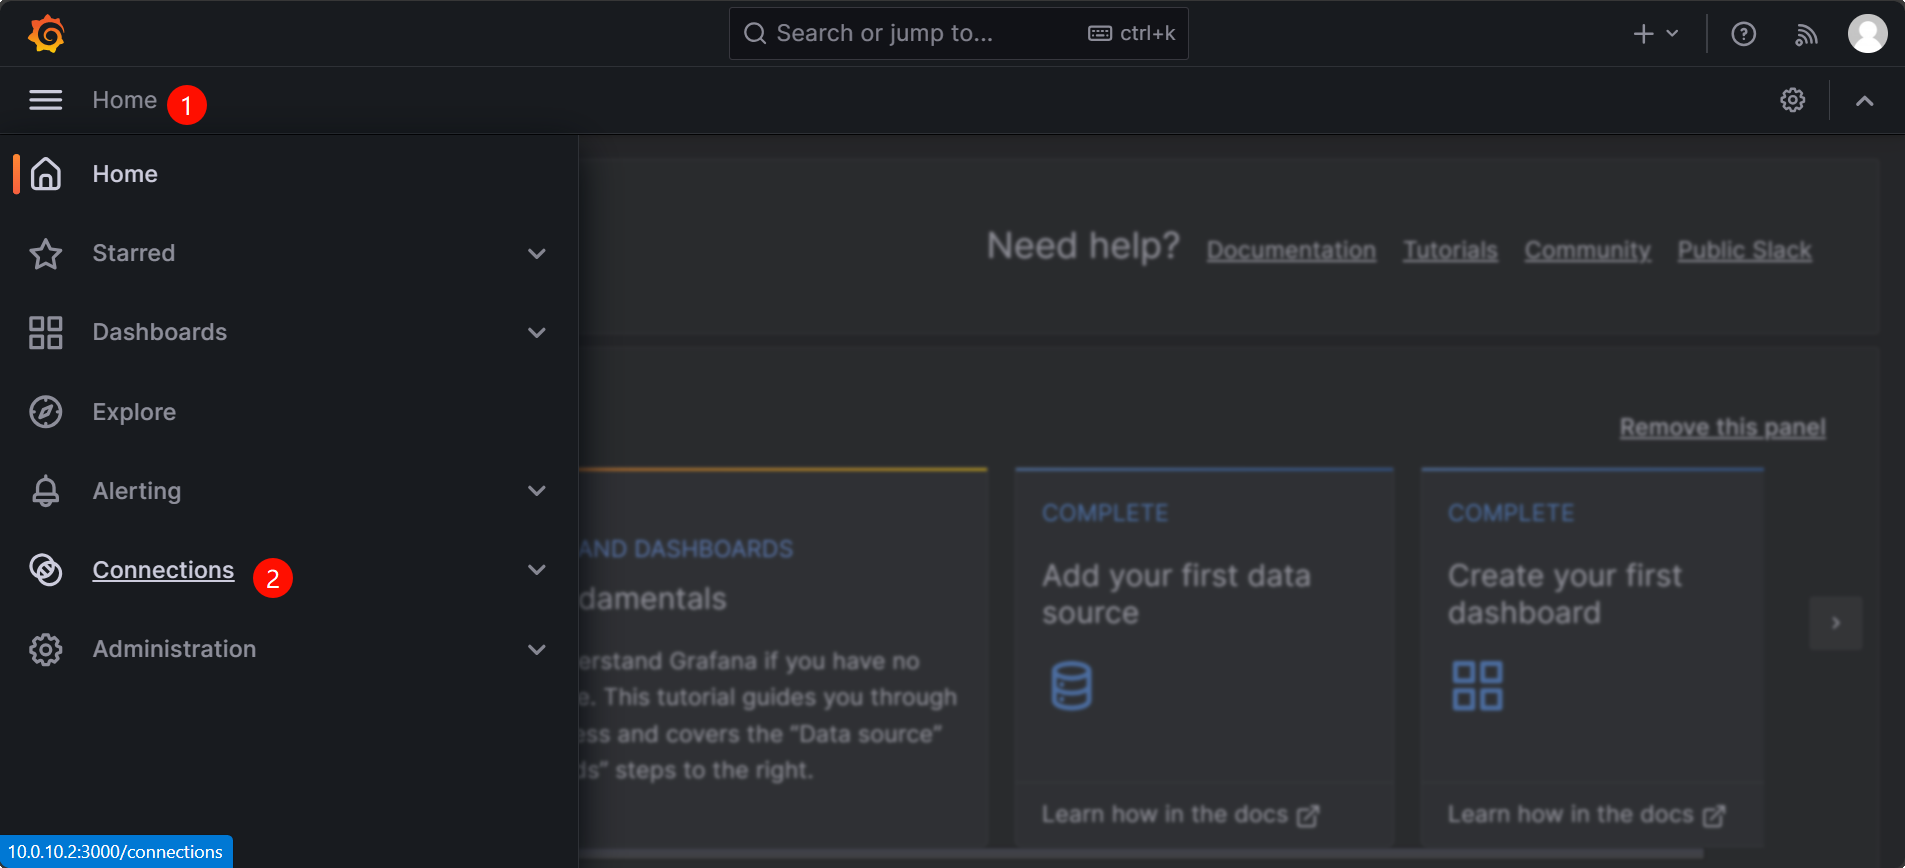 Search or jump to...
ctrl+k
Home
1
Home
Starred
Dashboards
Explore
Alerting
Connections
2
Administration
Need help?
Documentation
Tutorials
Community
Public Slack
Remove this panel
AND DASHBOARDS
damentals
erstand Grafana if you have no
e. This tutorial guides you through
ess and covers the “Data source”
ds” steps to the right.
COMPLETE
Add your first data
source
Learn how in the docs
COMPLETE
Create your first
dashboard
Learn how in the docs
10.0.10.2:3000/connections